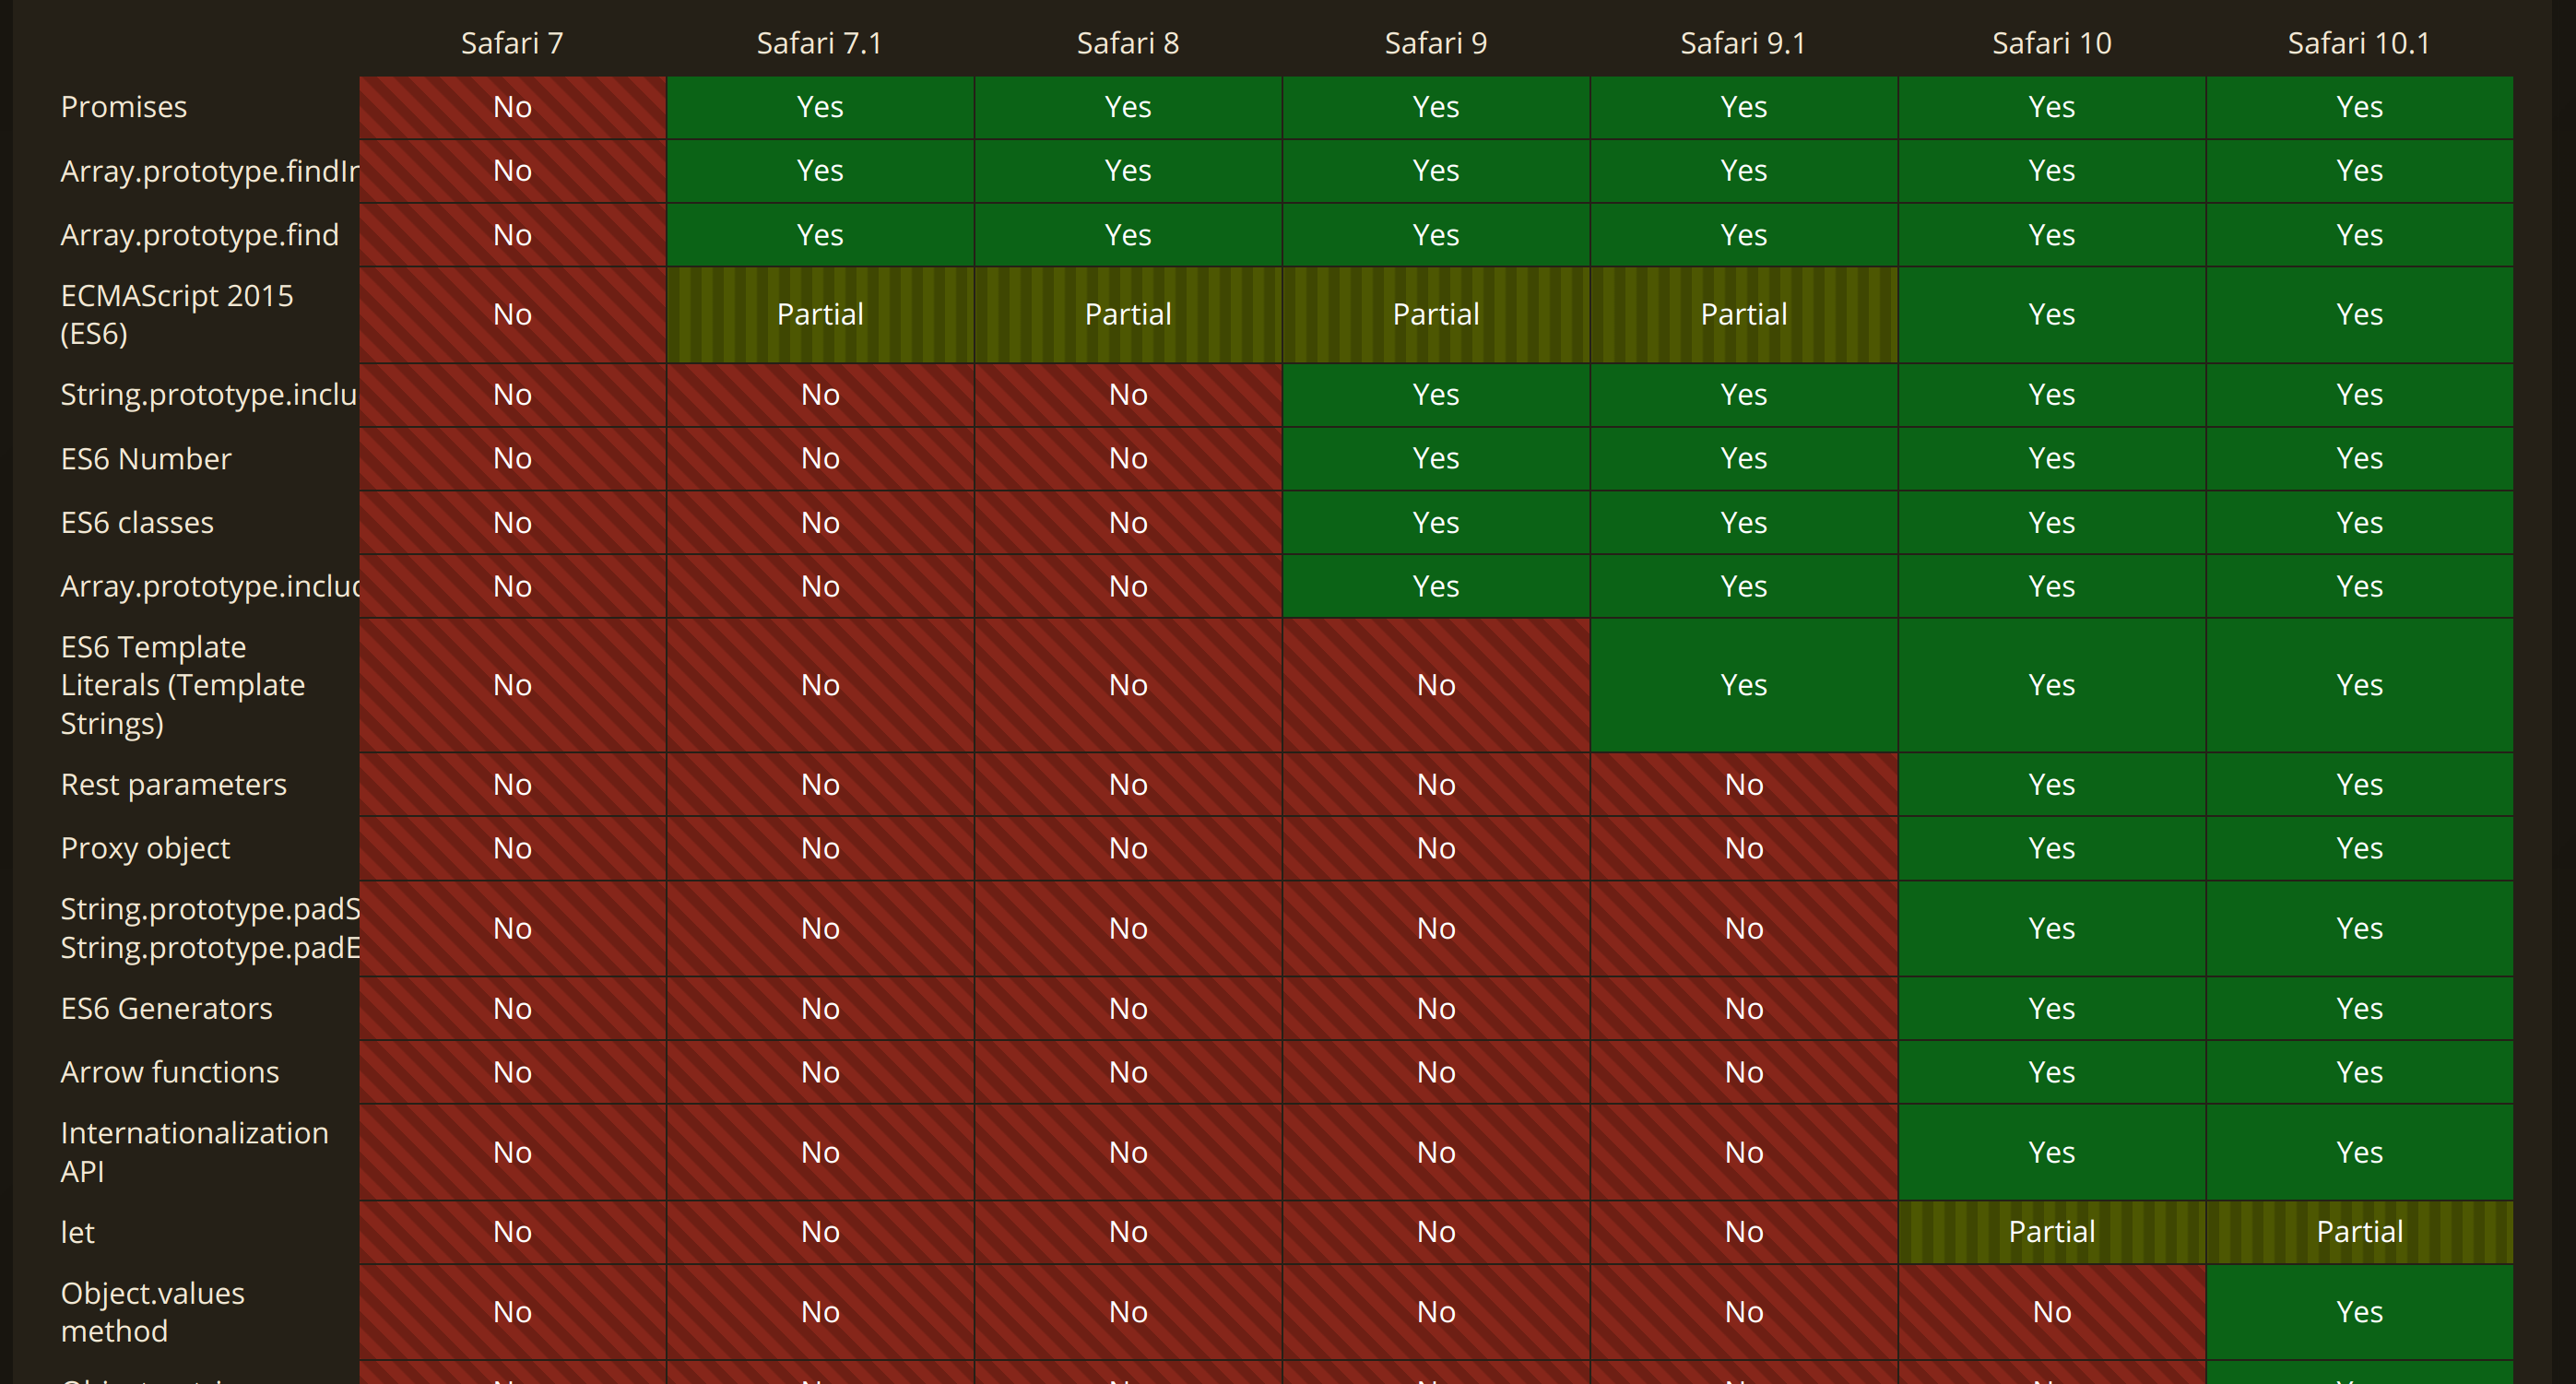 Safari 7 Safari 7.1 Safari 8 Safari 9 Safari 9.1 Safari 10 Safari 10.1
Promises No Yes Yes Yes Yes Yes Yes
Array.prototype.findIr No Yes Yes Yes Yes Yes Yes
Array.prototype.find No Yes Yes Yes Yes Yes Yes
ECMAScript 2015
(ES6) No Partial Partial Partial Partial Yes Yes
String.prototype.inclu No No No Yes Yes Yes Yes
ES6 Number No No No Yes Yes Yes Yes
ES6 classes No No No Yes Yes Yes Yes
Array.prototype.includ No No No Yes Yes Yes Yes
ES6 Template
Literals (Template No No No No Yes Yes Yes
Strings)
Rest parameters No No No No No Yes Yes
Proxy object No No No No No Yes Yes
String.prototype.padS
String.prototype.padE No No No No No Yes Yes
ES6 Generators No No No No No Yes Yes
Arrow functions No No No No No Yes Yes
Internationalization
API No No No No No Yes Yes
let No No No No No Partial Partial
Object.values
method No No No No No No Yes